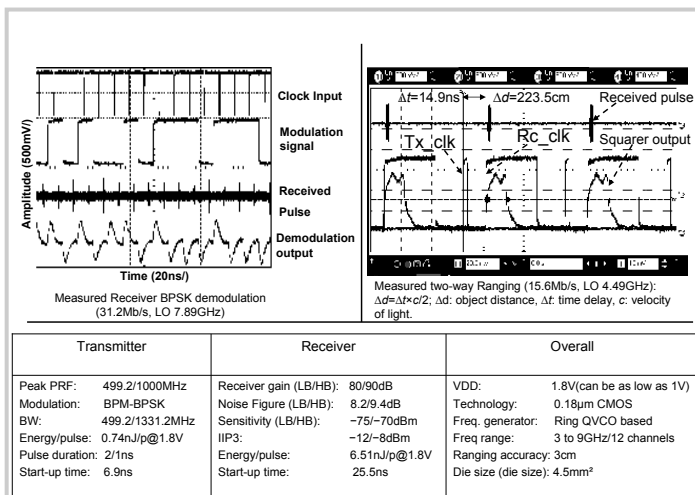 Amplitude (500mV/)
Clock Input
Modulation
signal
Received
Pulse
Demodulation
output
Time (20ns/)
Measured Receiver BPSK demodulation
(31.2Mb/s, LO 7.89GHz)
Δt=14.9ns Δd=223.5cm Received pulse
Tx_clk Rc_clk Squarer output
Measured two-way Ranging (15.6Mb/s, LO 4.49GHz):
Δd=Δt×c/2; Δd: object distance, Δt: time delay, c: velocity
of light.
Transmitter
Peak PRF: 499.2/1000MHz
Modulation: BPM-BPSK
BW: 499.2/1331.2MHz
Energy/pulse: 0.74nJ/p@1.8V
Pulse duration: 2/1ns
Start-up time: 6.9ns
Receiver
Receiver gain (LB/HB): 80/90dB
Noise Figure (LB/HB): 8.2/9.4dB
Sensitivity (LB/HB): −75/−70dBm
IIP3: −12/−8dBm
Energy/pulse: 6.51nJ/p@1.8V
Start-up time: 25.5ns
Overall
VDD: 1.8V(can be as low as 1V)
Technology: 0.18μm CMOS
Freq. generator: Ring QVCO based
Freq range: 3 to 9GHz/12 channels
Ranging accuracy: 3cm
Die size (die size): 4.5mm²